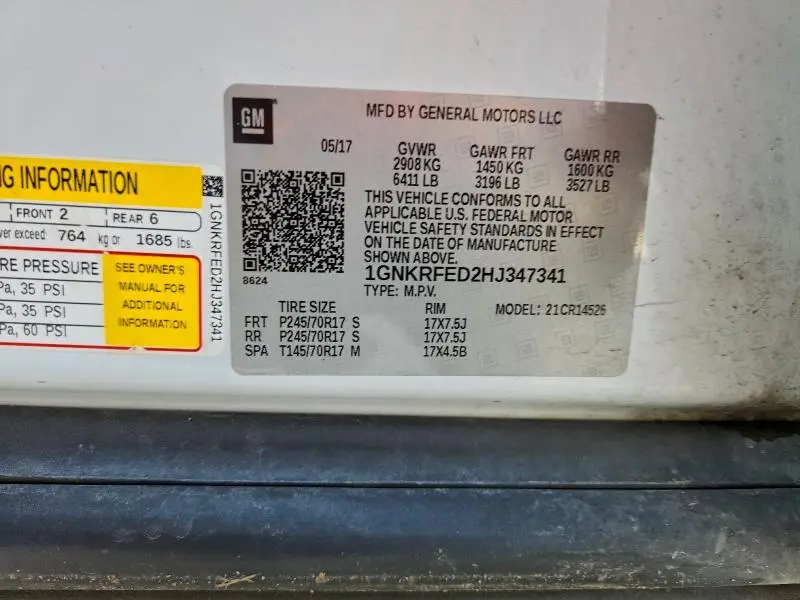 GM
MFD BY GENERAL MOTORS LLC
05/17 GVWR GAWR FRT GAWR RR
2908 KG 1450 KG 1600 KG
6411 LB 3196 LB 3527 LB
THIS VEHICLE CONFORMS TO ALL
APPLICABLE U.S. FEDERAL MOTOR
VEHICLE SAFETY STANDARDS IN EFFECT
ON THE DATE OF MANUFACTURE
SHOWN ABOVE.
1GNKRFED2HJ347341
8624
TYPE: M.P.V.
TIRE SIZE RIM MODEL: 21CR14526
FRT P245/70R17 S 17X7.5J
RR P245/70R17 S 17X7.5J
SPA T145/70R17 M 17X4.5B
NG INFORMATION
FRONT 2 REAR 6
ver exceed: 764 kg or 1685 lbs.
RE PRESSURE
Pa, 35 PSI
Pa, 35 PSI
Pa, 60 PSI
SEE OWNER'S
MANUAL FOR
ADDITIONAL
INFORMATION
1GNKRFED2HJ347341